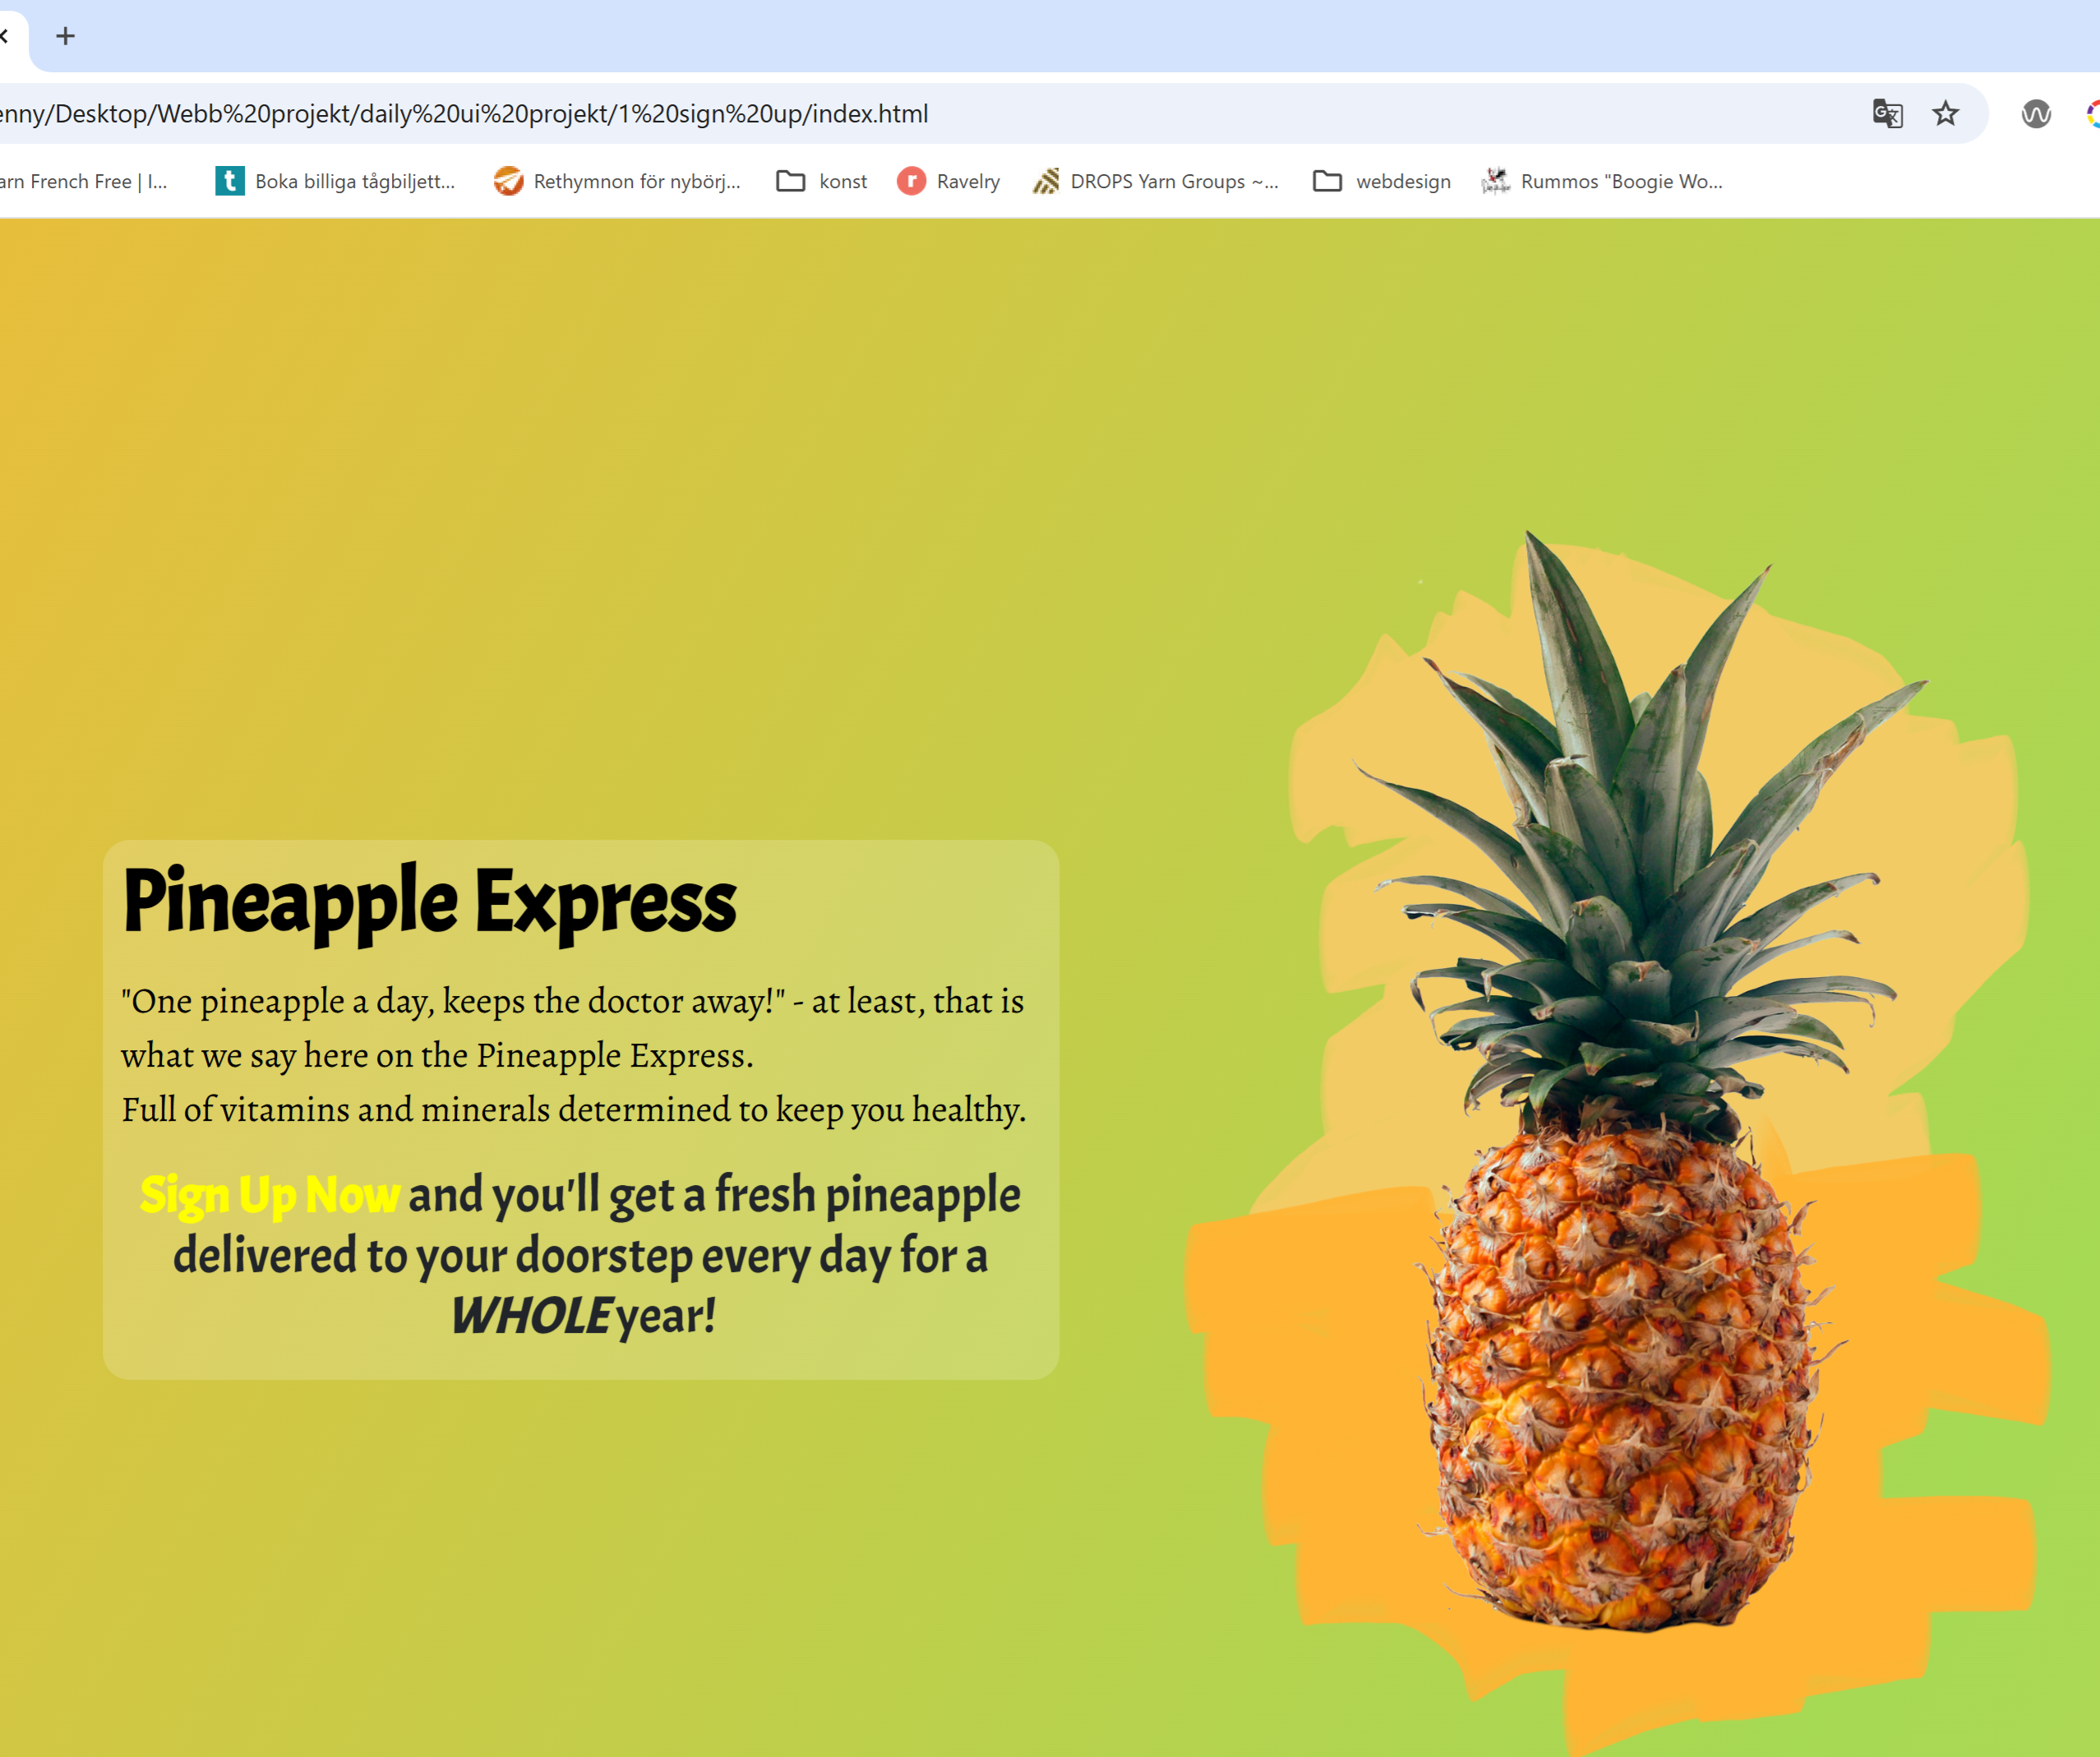 enny/Desktop/Webb%20projekt/daily%20ui%20projekt/1%20sign%20up/index.html
arn French Free | I... Boka billiga tågbiljett... Rethymnon för nybörj... konst Ravelry DROPS Yarn Groups ~... webdesign Rummos "Boogie Wo...
Pineapple Express
"One pineapple a day, keeps the doctor away!" - at least, that is
what we say here on the Pineapple Express.
Full of vitamins and minerals determined to keep you healthy.
Sign Up Now and you'll get a fresh pineapple
delivered to your doorstep every day for a
WHOLE year!